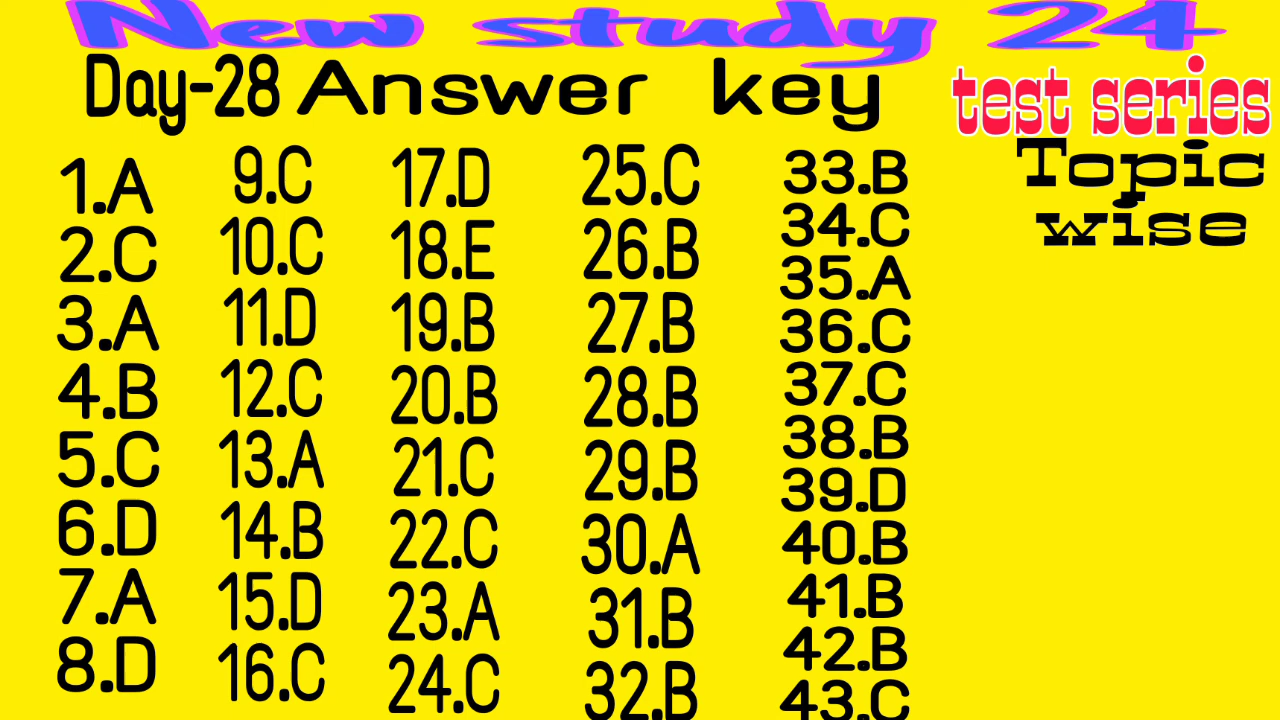 New study 24
Day-28 Answer key
test series
Topic
wise
1.A
2.C
3.A
4.B
5.C
6.D
7.A
8.D
9.C
10.C
11.D
12.C
13.A
14.B
15.D
16.C
17.D
18.E
19.B
20.B
21.C
22.C
23.A
24.C
25.C
26.B
27.B
28.B
29.B
30.A
31.B
32.B
33.B
34.C
35.A
36.C
37.C
38.B
39.D
40.B
41.B
42.B
43.C